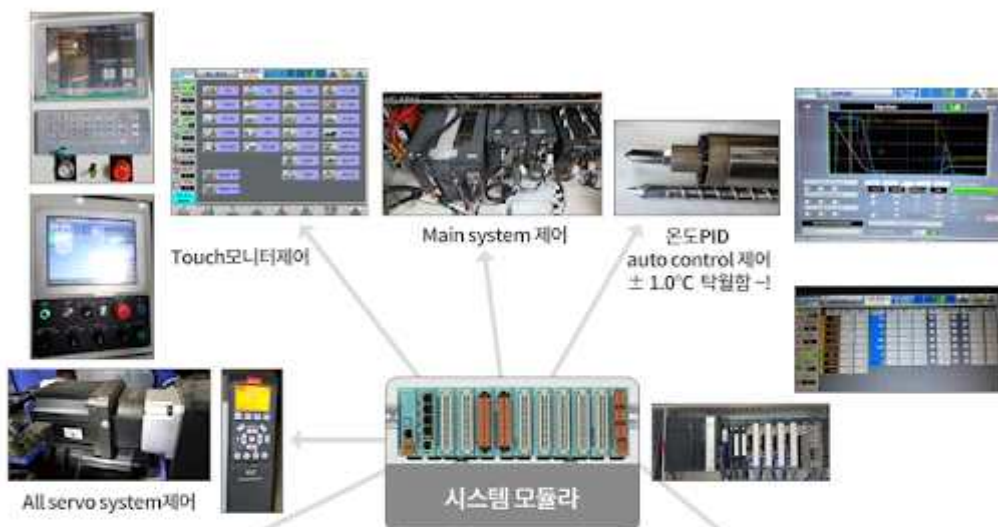 Touch모니터제어
Main system 제어
온도PID
auto control 제어
± 1.0°C 탁월함 ~!
All servo system제어
시스템 모듈라